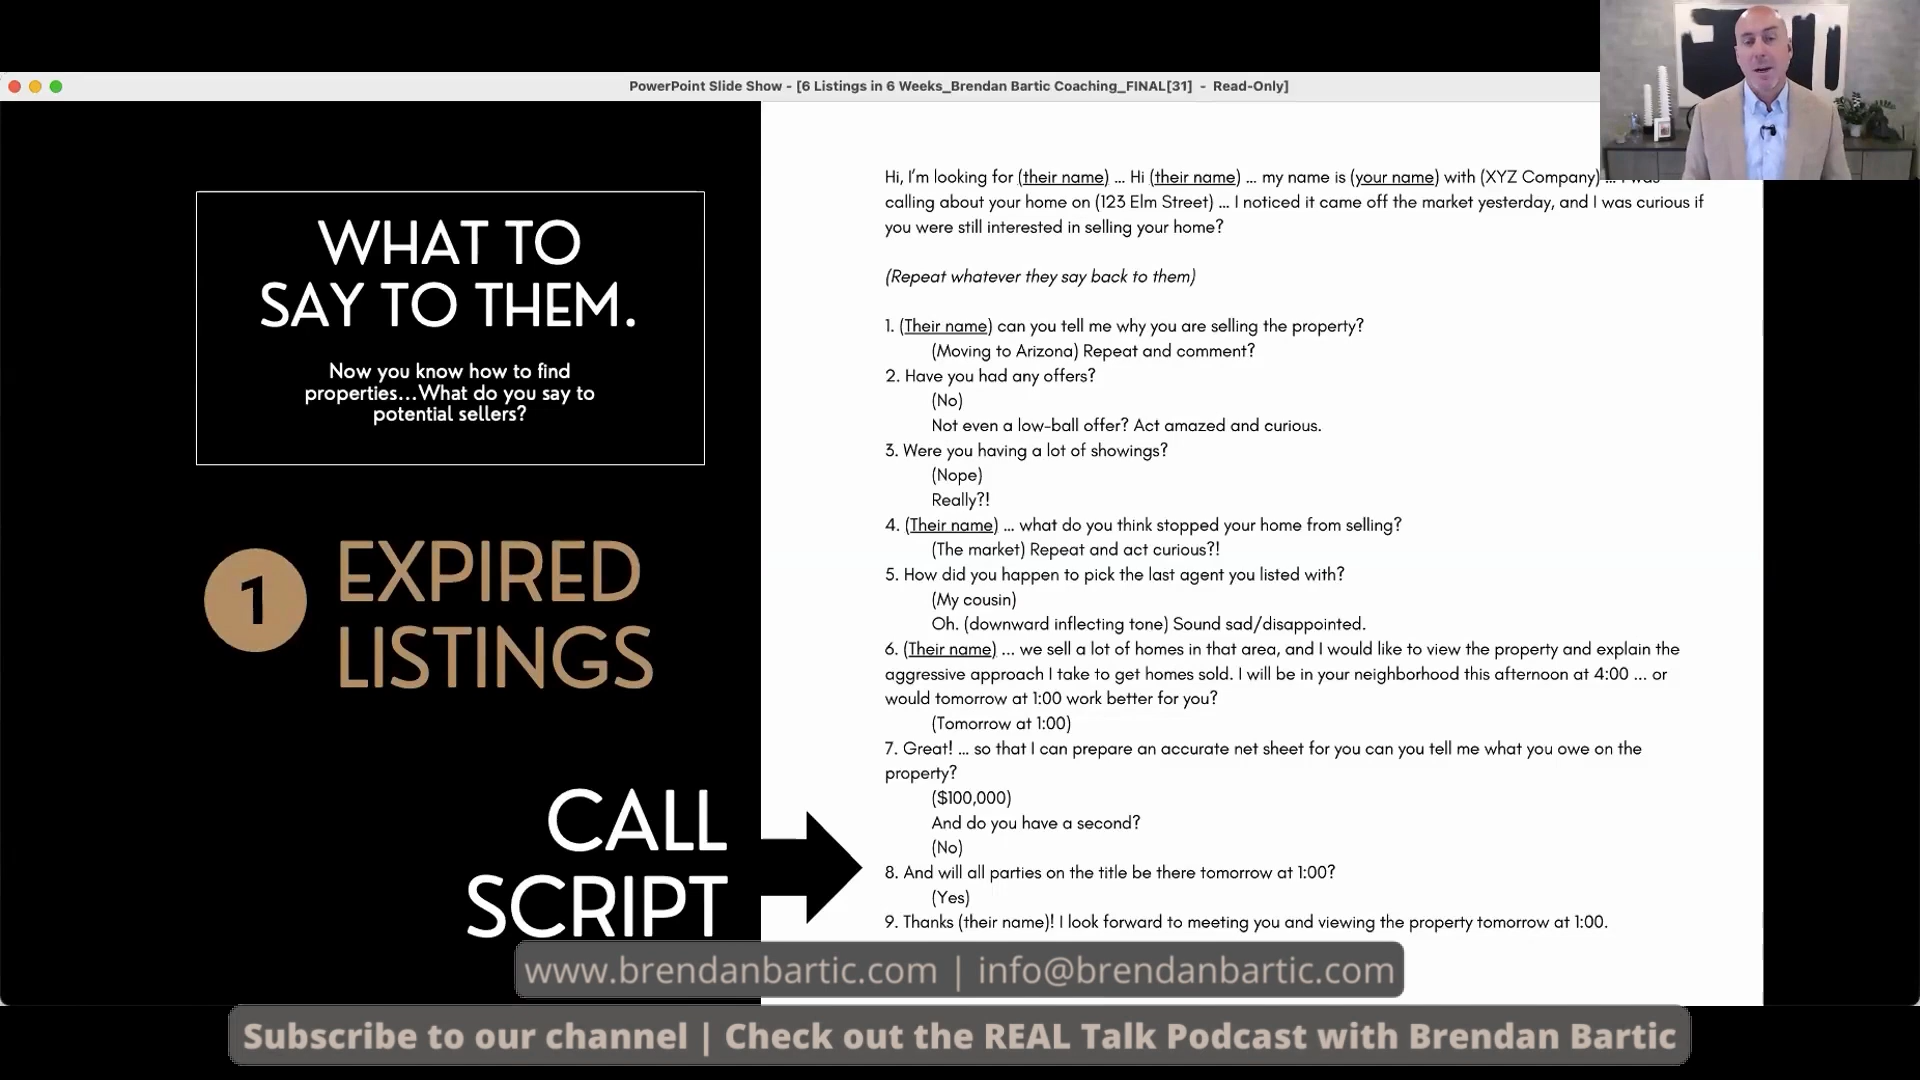 PowerPoint Slide Show - [6 Listings in 6 Weeks_Brendan Bartic Coaching_FINAL[31] - Read-Only]
WHAT TO
SAY TO THEM.
Now you know how to find
properties...What do you say to
potential sellers?
1
EXPIRED
LISTINGS
CALL
SCRIPT
Hi, I'm looking for (their name) ... Hi (their name) ... my name is (your name) with (XYZ Company) ... I was
calling about your home on (123 Elm Street) ... I noticed it came off the market yesterday, and I was curious if
you were still interested in selling your home?
(Repeat whatever they say back to them)
1. (Their name) can you tell me why you are selling the property?
(Moving to Arizona) Repeat and comment?
2. Have you had any offers?
(No)
Not even a low-ball offer? Act amazed and curious.
3. Were you having a lot of showings?
(Nope)
Really?!
4. (Their name) ... what do you think stopped your home from selling?
(The market) Repeat and act curious?!
5. How did you happen to pick the last agent you listed with?
(My cousin)
Oh. (downward inflecting tone) Sound sad/disappointed.
6. (Their name) ... we sell a lot of homes in that area, and I would like to view the property and explain the
aggressive approach I take to get homes sold. I will be in your neighborhood this afternoon at 4:00 ... or
would tomorrow at 1:00 work better for you?
(Tomorrow at 1:00)
7. Great! ... so that I can prepare an accurate net sheet for you can you tell me what you owe on the
property?
($100,000)
And do you have a second?
(No)
8. And will all parties on the title be there tomorrow at 1:00?
(Yes)
9. Thanks (their name)! I look forward to meeting you and viewing the property tomorrow at 1:00.
www.brendanbartic.com | info@brendanbartic.com
Subscribe to our channel | Check out the REAL Talk Podcast with Brendan Bartic